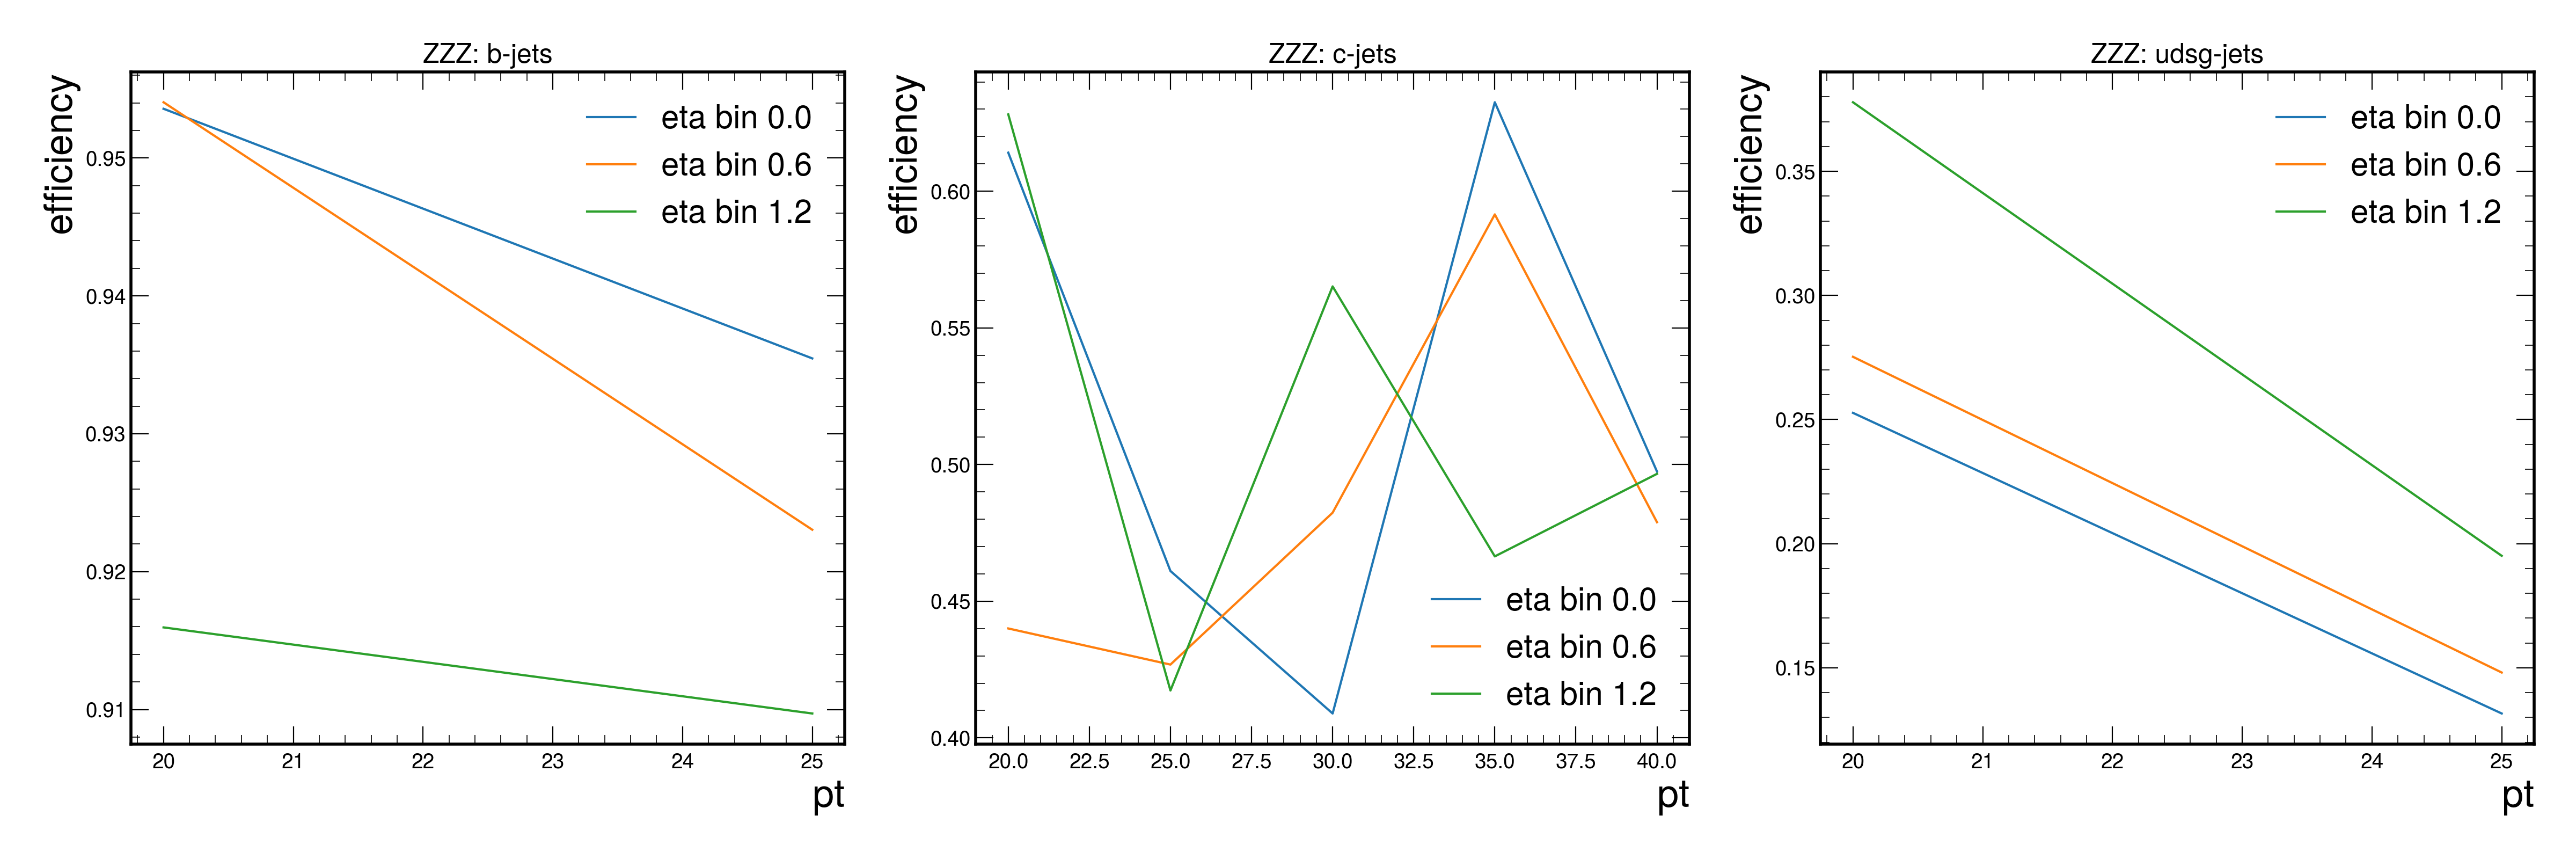 ZZZ: b-jets
efficiency
0.95
0.94
0.93
0.92
0.91
eta bin 0.0
eta bin 0.6
eta bin 1.2
20 21 22 23 24 25
pt
ZZZ: c-jets
efficiency
0.60
0.55
0.50
0.45
0.40
eta bin 0.0
eta bin 0.6
eta bin 1.2
20.0 22.5 25.0 27.5 30.0 32.5 35.0 37.5 40.0
pt
ZZZ: udsg-jets
efficiency
0.35
0.30
0.25
0.20
0.15
eta bin 0.0
eta bin 0.6
eta bin 1.2
20 21 22 23 24 25
pt